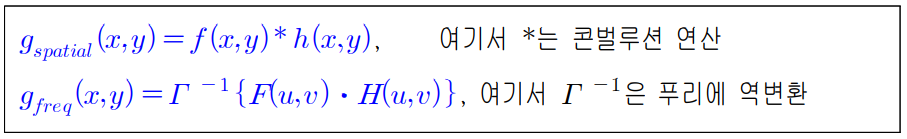 g_spatial(x,y) = f(x,y) * h(x,y), 여기서 *는 콘벌루션 연산
g_freq(x,y) = Γ⁻¹{F(u,v)・H(u,v)}, 여기서 Γ⁻¹은 푸리에 역변환